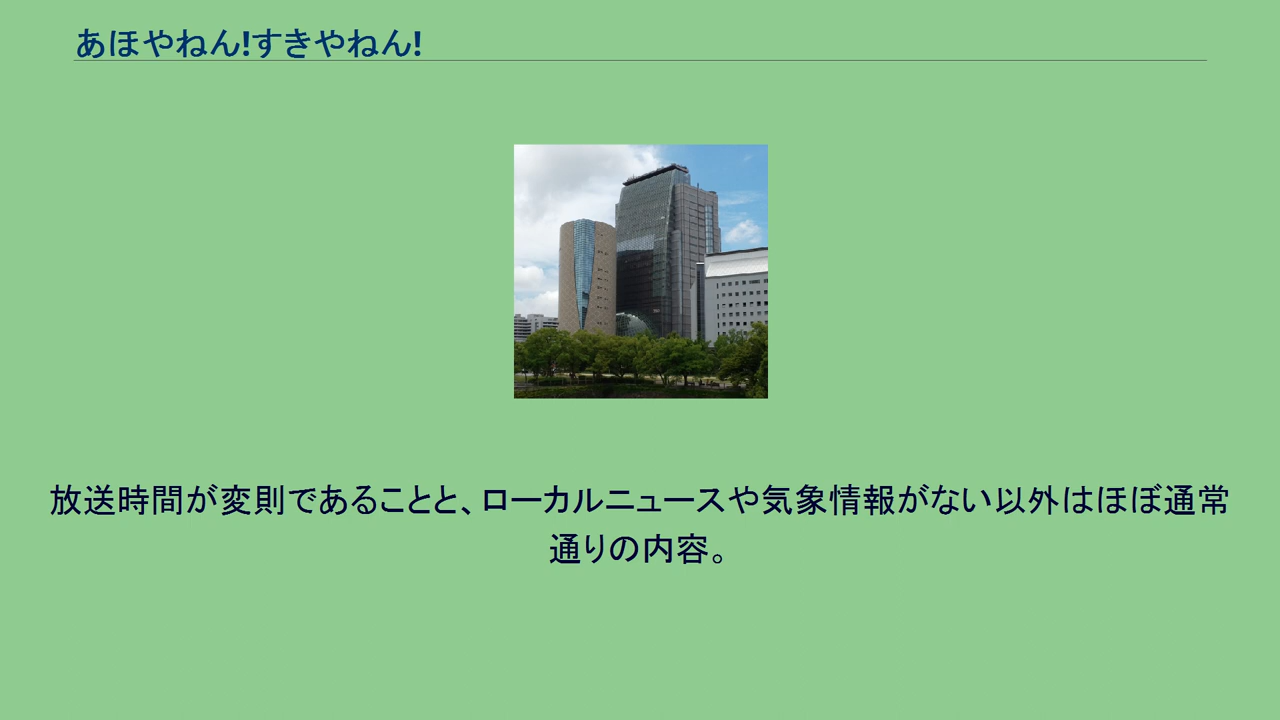 あほやねん!すきやねん!
放送時間が変則であることと、ローカルニュースや気象情報がない以外はほぼ通常
通りの内容。